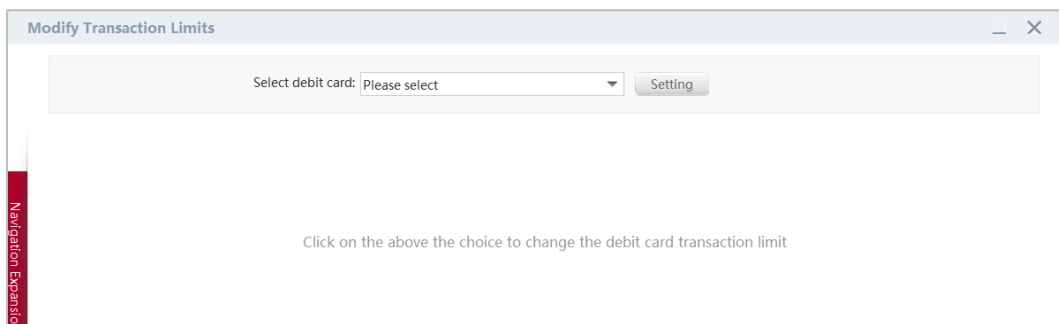 Modify Transaction Limits
Select debit card: Please select Setting
Click on the above the choice to change the debit card transaction limit
Navigation Expansio